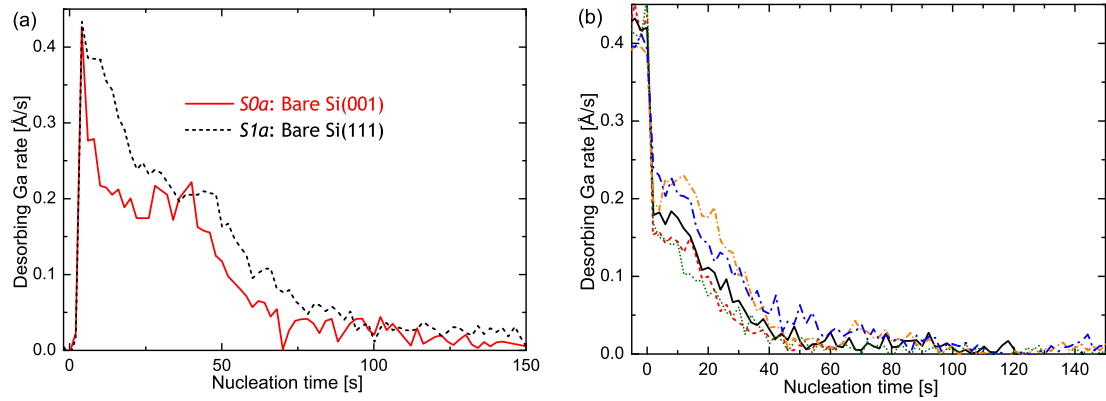 (a)
Desorbing Ga rate [Å/s]
0.4
0.3
0.2
0.1
0.0
S0a: Bare Si(001)
S1a: Bare Si(111)
0 50 100 150
Nucleation time [s]
(b)
Desorbing Ga rate [Å/s]
0.4
0.3
0.2
0.1
0.0
0 20 40 60 80 100 120 140
Nucleation time [s]